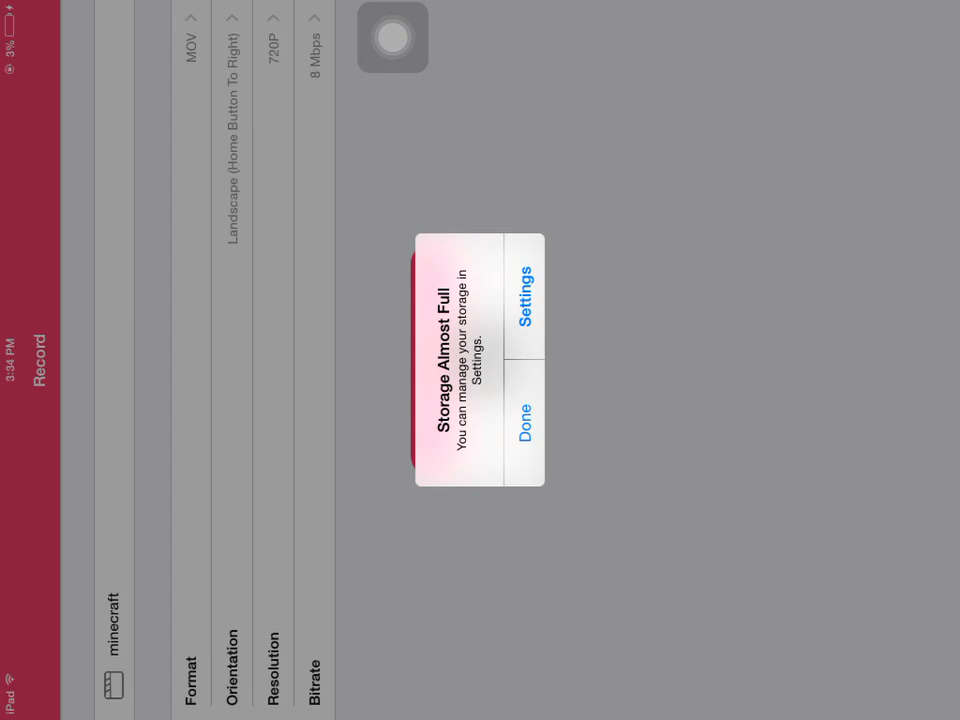 iPad 3:34 PM 3%
Record
minecraft
Format MOV
Orientation Landscape (Home Button To Right)
Resolution 720P
Bitrate 8 Mbps
Storage Almost Full
You can manage your storage in
Settings.
Done Settings